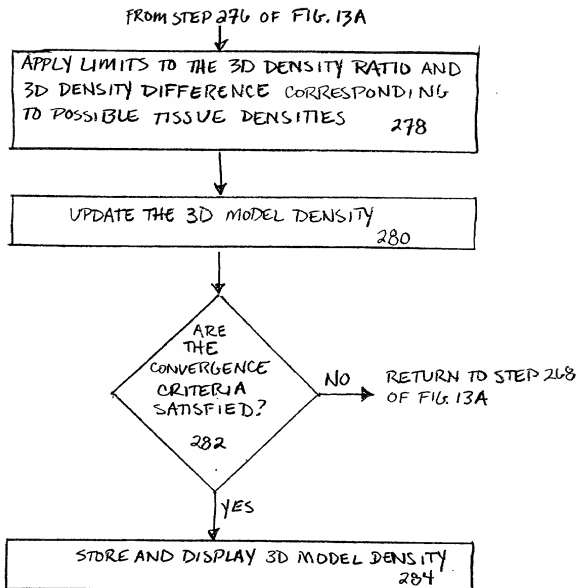 FROM STEP 276 OF FIG. 13A
APPLY LIMITS TO THE 3D DENSITY RATIO AND
3D DENSITY DIFFERENCE CORRESPONDING
TO POSSIBLE TISSUE DENSITIES 278
UPDATE THE 3D MODEL DENSITY
280
ARE
THE
CONVERGENCE
CRITERIA
SATISFIED?
282
NO
RETURN TO STEP 268
OF FIG. 13A
YES
STORE AND DISPLAY 3D MODEL DENSITY
284